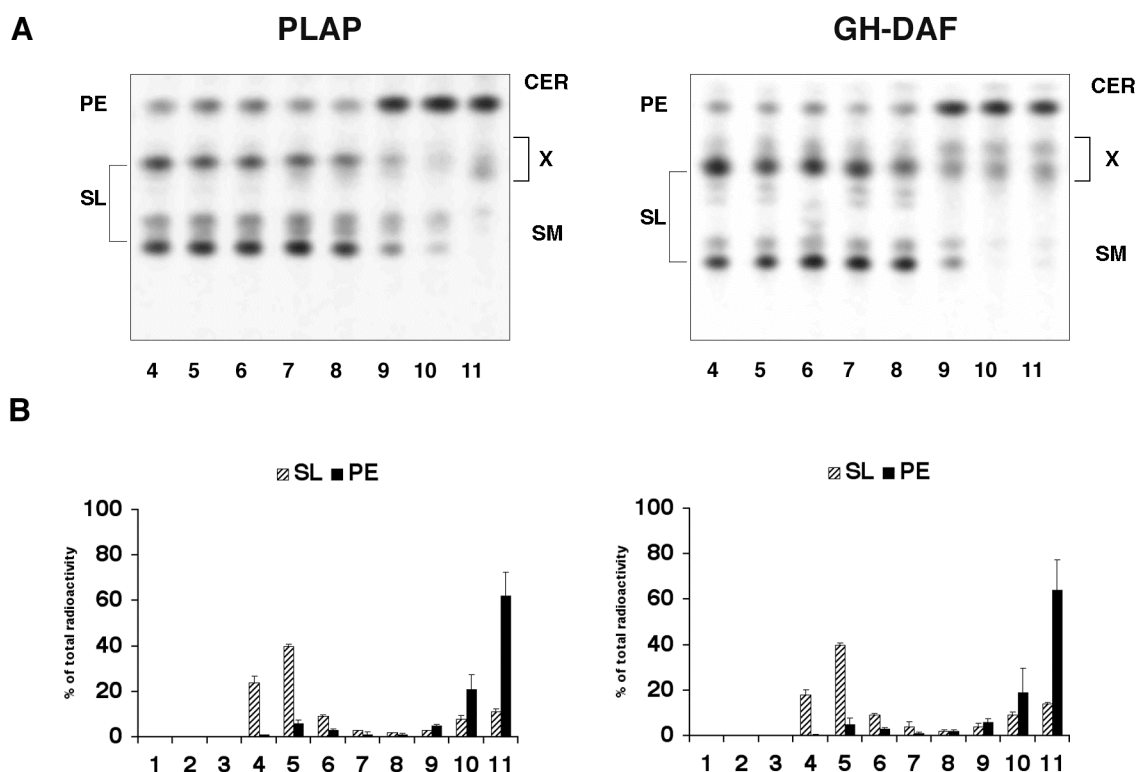 A
PLAP
GH-DAF
PE
CER
X
SL
SM
4 5 6 7 8 9 10 11
PE
CER
X
SL
SM
4 5 6 7 8 9 10 11
B
SL PE
% of total radioactivity
100
80
60
40
20
0
1 2 3 4 5 6 7 8 9 10 11
SL PE
% of total radioactivity
100
80
60
40
20
0
1 2 3 4 5 6 7 8 9 10 11